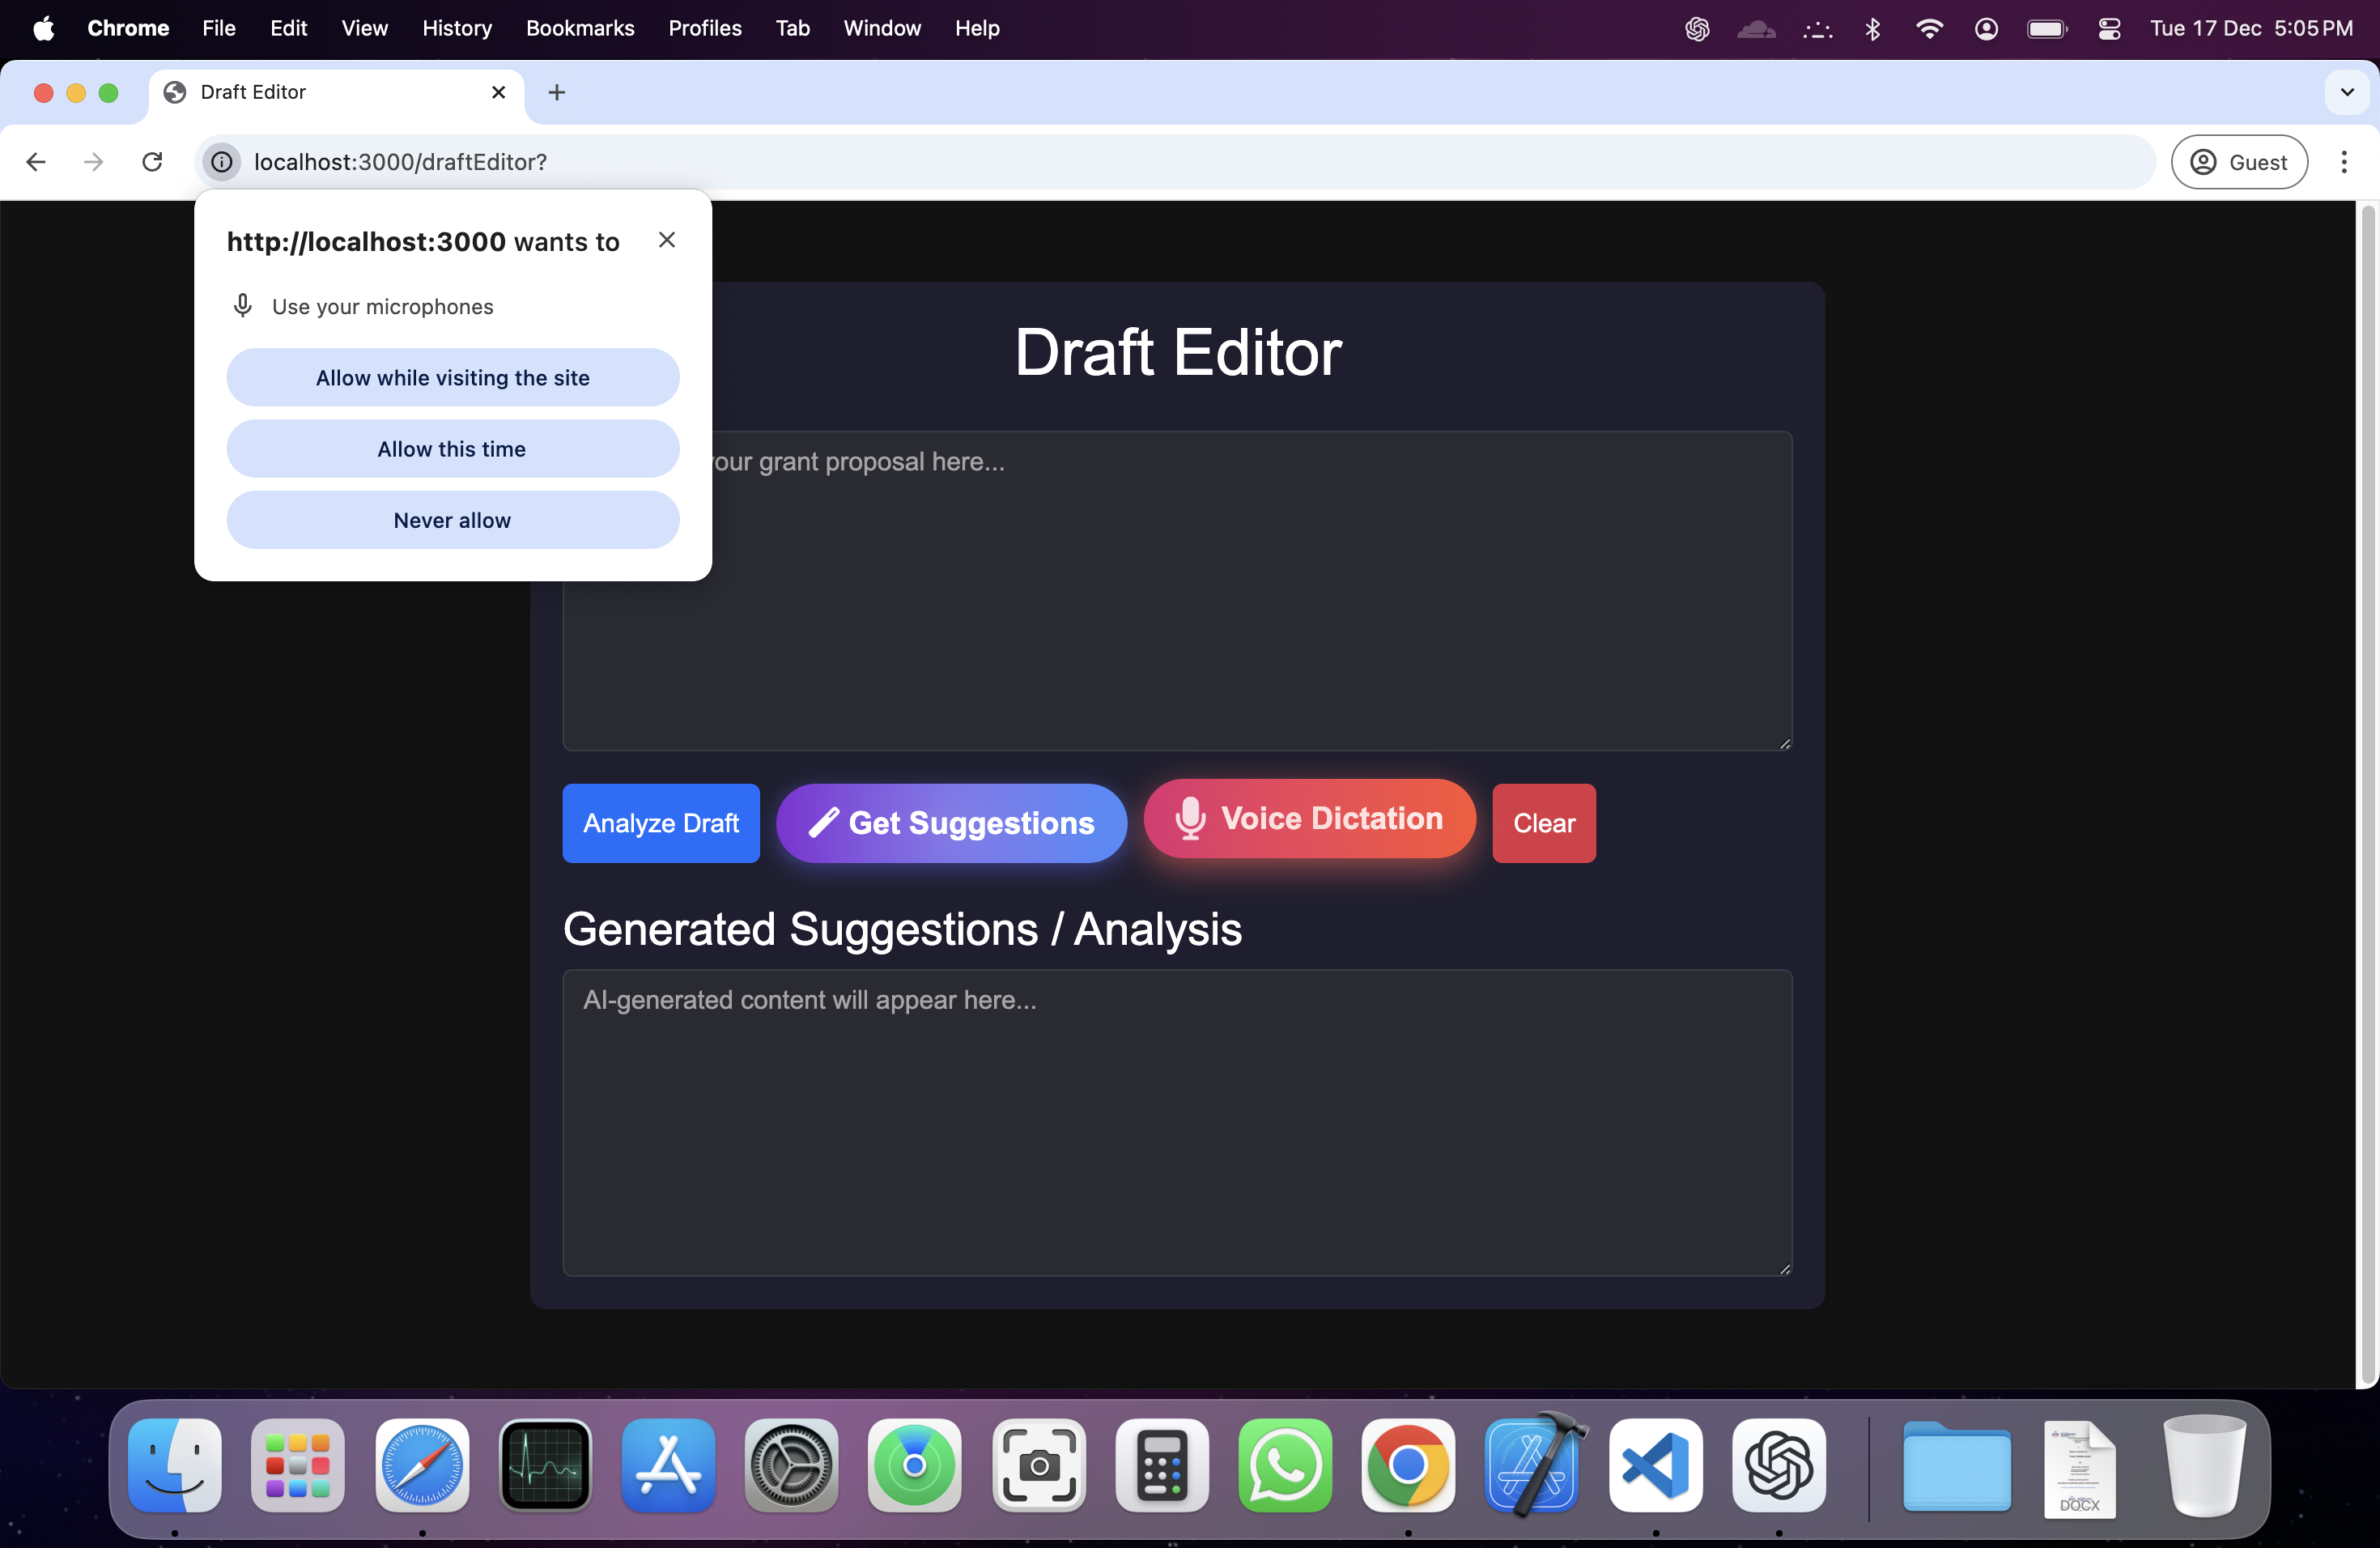 Chrome File Edit View History Bookmarks Profiles Tab Window Help Tue 17 Dec 5:05 PM
Draft Editor
localhost:3000/draftEditor? Guest
http://localhost:3000 wants to
Use your microphones
Allow while visiting the site
Allow this time
Never allow
Draft Editor
our grant proposal here...
Analyze Draft Get Suggestions Voice Dictation Clear
Generated Suggestions / Analysis
AI-generated content will appear here...
DOCX